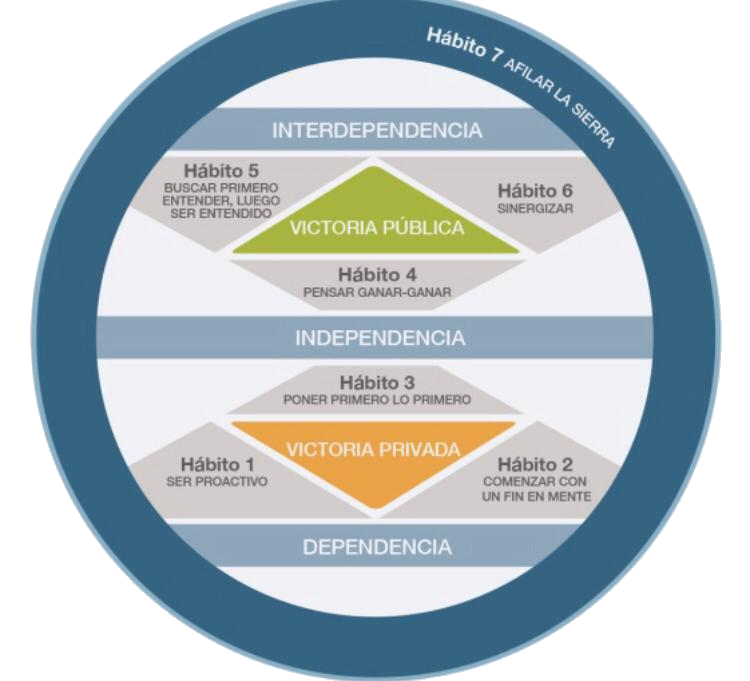 Hábito 7 AFILAR LA SIERRA
INTERDEPENDENCIA
Hábito 5
BUSCAR PRIMERO
ENTENDER, LUEGO
SER ENTENDIDO
Hábito 6
SINERGIZAR
VICTORIA PÚBLICA
Hábito 4
PENSAR GANAR-GANAR
INDEPENDENCIA
Hábito 3
PONER PRIMERO LO PRIMERO
VICTORIA PRIVADA
Hábito 1
SER PROACTIVO
Hábito 2
COMENZAR CON
UN FIN EN MENTE
DEPENDENCIA